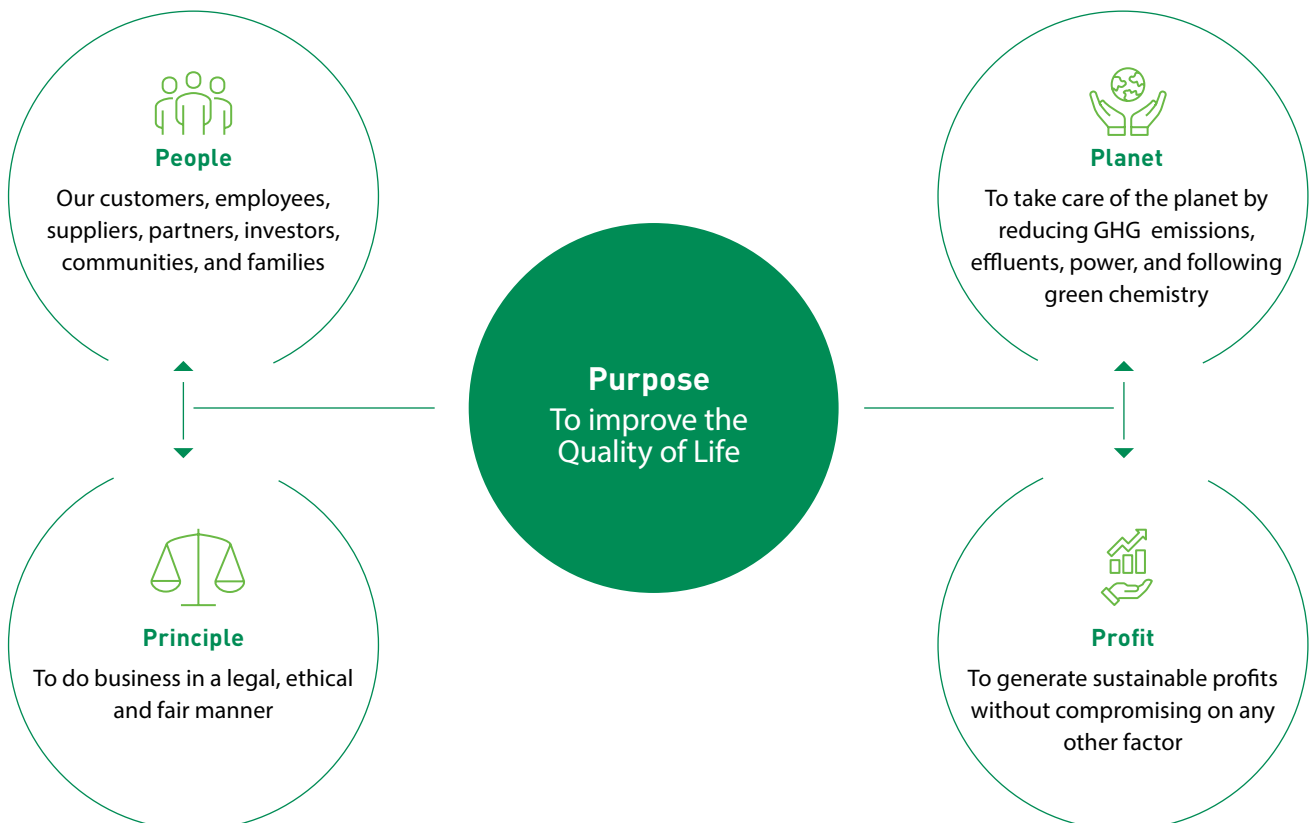 People
Our customers, employees,
suppliers, partners, investors,
communities, and families
Planet
To take care of the planet by
reducing GHG emissions,
effluents, power, and following
green chemistry
Purpose
To improve the
Quality of Life
Principle
To do business in a legal, ethical
and fair manner
Profit
To generate sustainable profits
without compromising on any
other factor